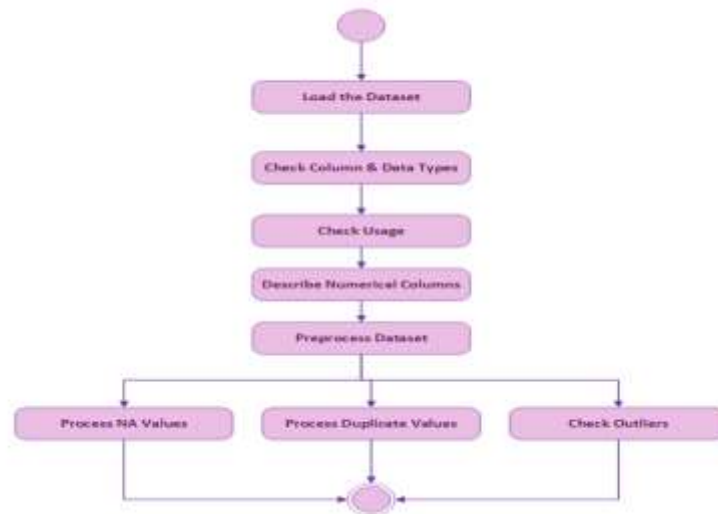 Load the Dataset
Check Column & Data Types
Check Usage
Describe Numerical Columns
Preprocess Dataset
Process NA Values
Process Duplicate Values
Check Outliers